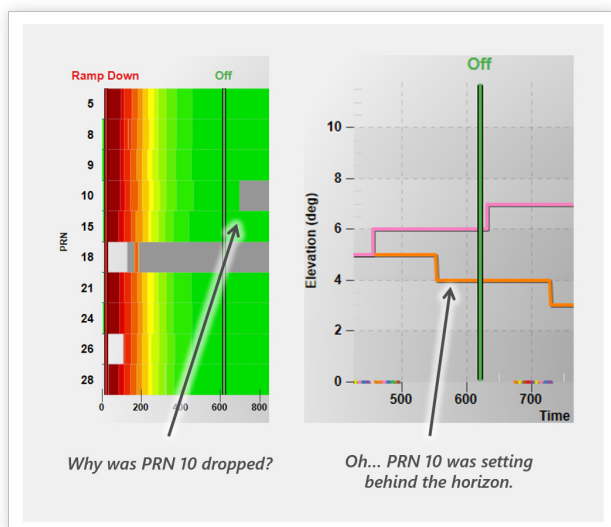 Ramp Down
Off
5
8
9
10
15
18
21
24
26
28
PRN
0
200
400
600
800
Why was PRN 10 dropped?
Off
10
8
6
4
2
0
Elevation (deg)
500
600
700
Time
Oh... PRN 10 was setting
behind the horizon.